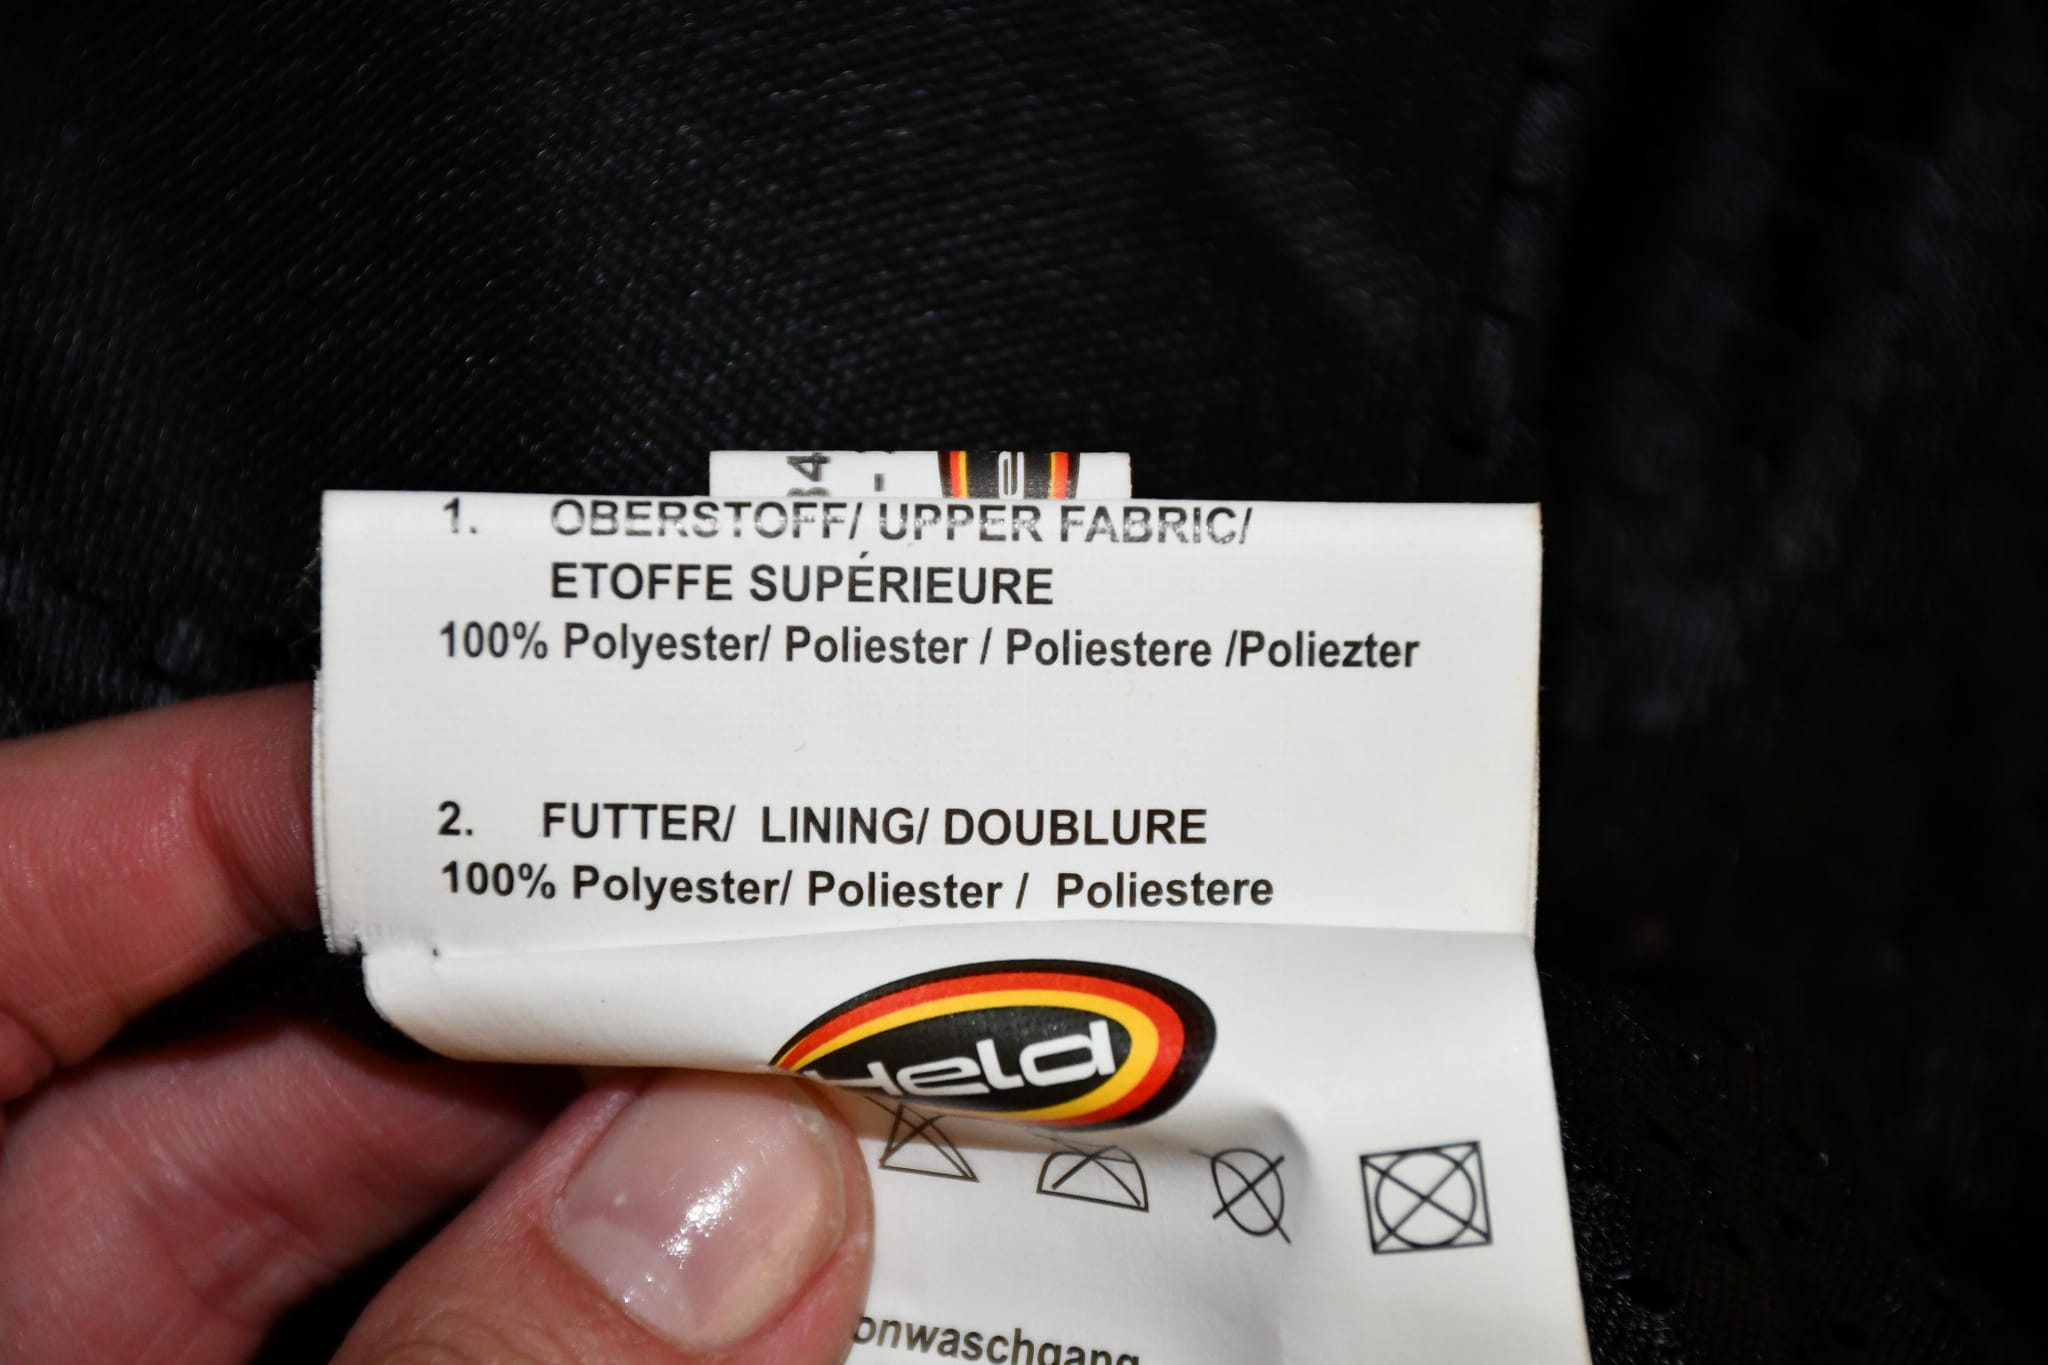 1. OBERSTOFF/ UPPER FABRIC/
ETOFFE SUPÉRIEURE
100% Polyester/ Poliester / Poliestere /Poliezter
2. FUTTER/ LINING/ DOUBLURE
100% Polyester/ Poliester / Poliestere
Held